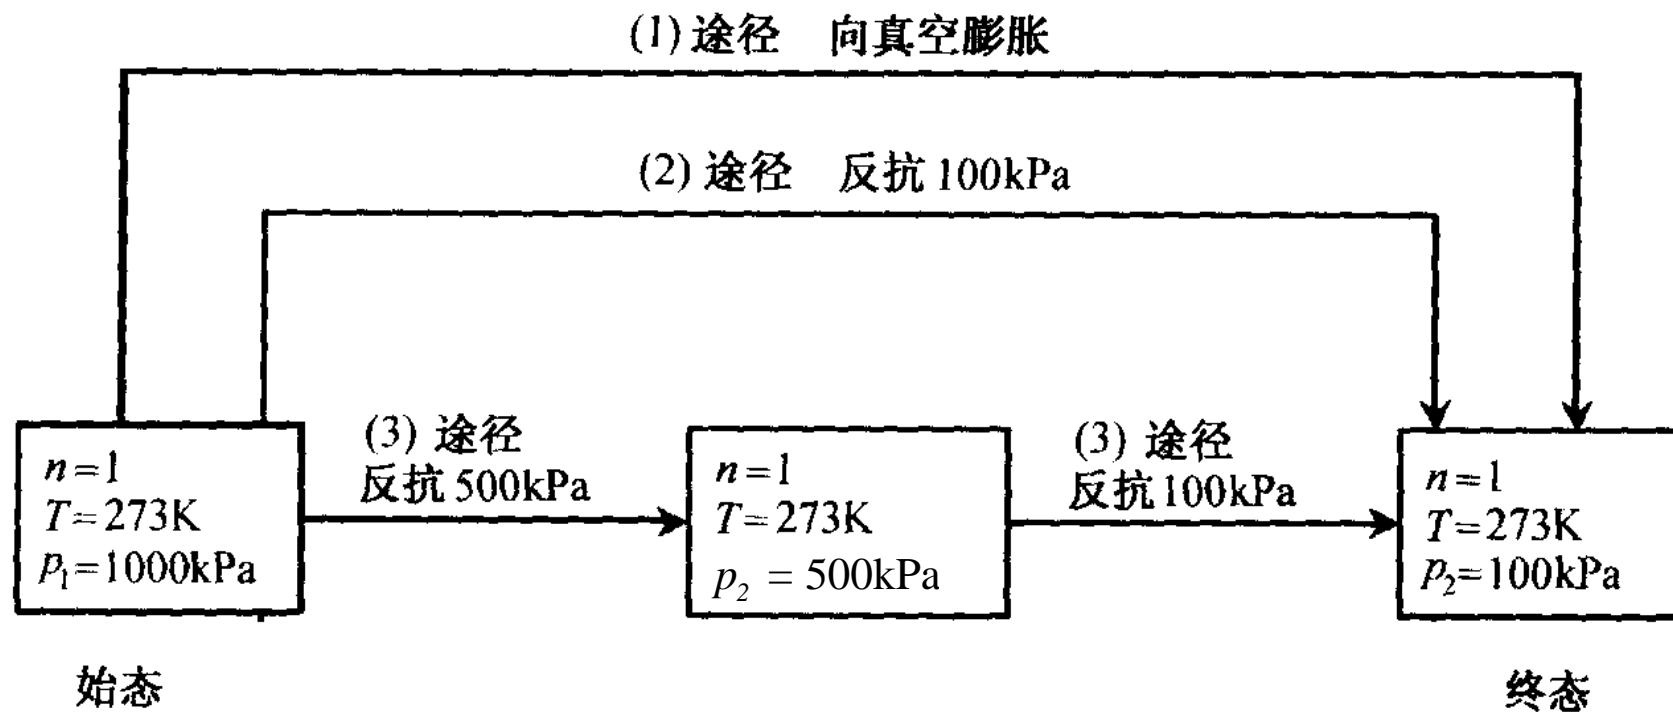 (1) 途径 向真空膨胀
(2) 途径 反抗 100kPa
(3) 途径
反抗 500kPa
(3) 途径
反抗 100kPa
n=1
T=273K
p₁=1000kPa
n=1
T=273K
p₂ = 500kPa
n=1
T=273K
p₂=100kPa
始态
终态